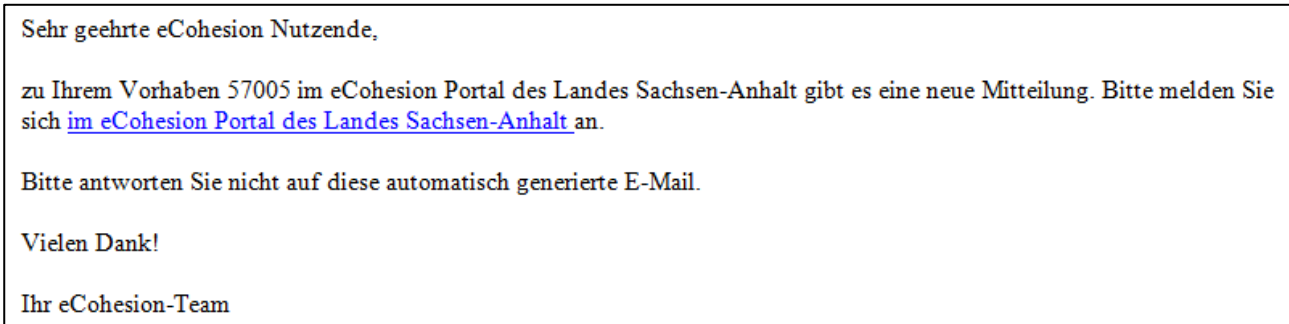 Sehr geehrte eCohesion Nutzende,
zu Ihrem Vorhaben 57005 im eCohesion Portal des Landes Sachsen-Anhalt gibt es eine neue Mitteilung. Bitte melden Sie
sich im eCohesion Portal des Landes Sachsen-Anhalt an.
Bitte antworten Sie nicht auf diese automatisch generierte E-Mail.
Vielen Dank!
Ihr eCohesion-Team